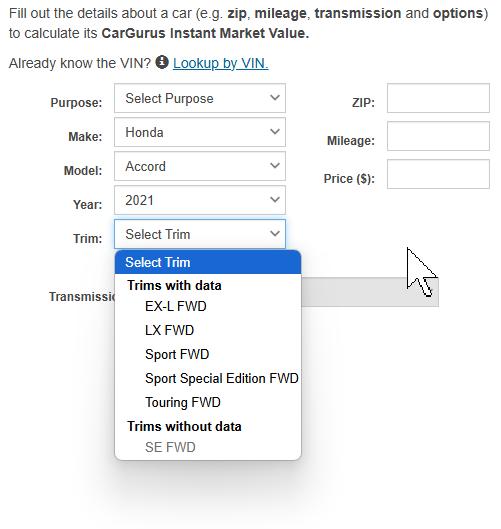 Fill out the details about a car (e.g. zip, mileage, transmission and options)
to calculate its CarGurus Instant Market Value.
Already know the VIN? Lookup by VIN.
Purpose: Select Purpose
ZIP:
Make: Honda
Mileage:
Model: Accord
Price ($):
Year: 2021
Trim: Select Trim
Select Trim
Trims with data
Transmissi
EX-L FWD
LX FWD
Sport FWD
Sport Special Edition FWD
Touring FWD
Trims without data
SE FWD